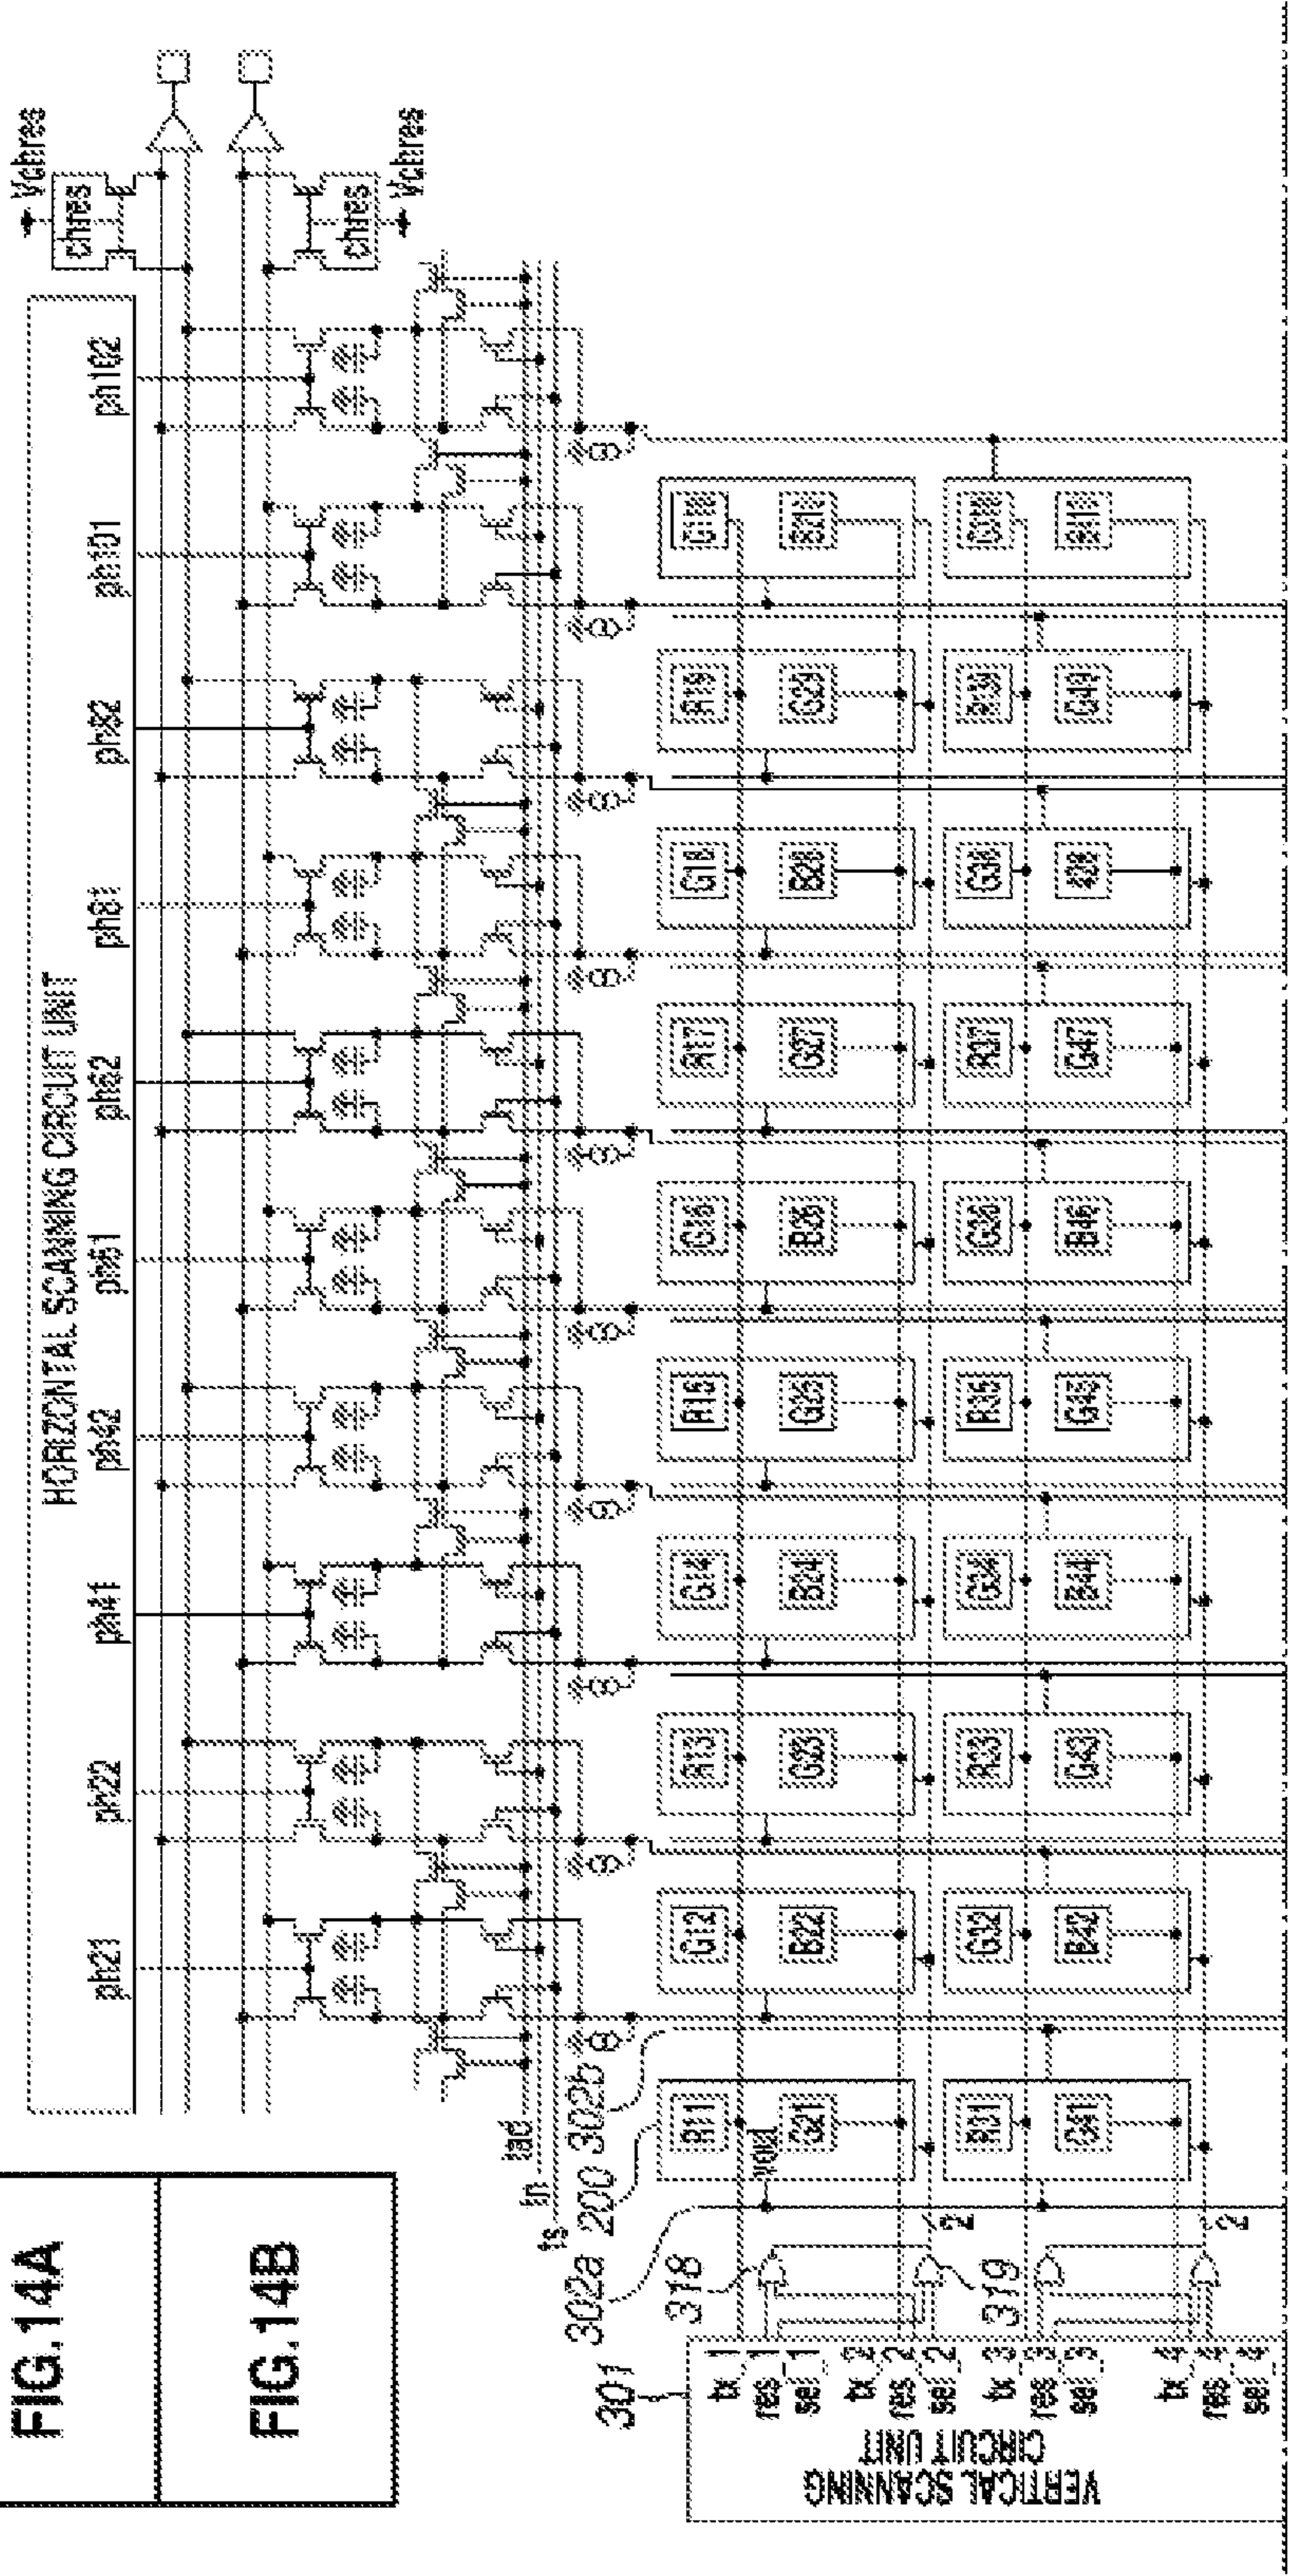 FIG.14A
FIG.14B
HORIZONTAL SCANNING CIRCUIT UNIT
ph21
ph22
ph41
ph42
ph61
ph62
ph81
ph82
ph101
ph102
Vchres
chres
chres
Vchres
tad
tn
ts
302a
200
302b
301
318
319
vout
2
2
VERTICAL SCANNING
CIRCUIT UNIT
tx_1
res_1
sel_1
tx_2
res_2
sel_2
tx_3
res_3
sel_3
tx_4
res_4
sel_4
R11
G12
R13
G14
R15
G16
R17
G18
R19
G21
B22
G23
B24
G25
B26
G27
B28
G29
R31
G32
R33
G34
R35
G36
R37
G38
R39
G41
B42
G43
B44
G45
B46
G47
G49